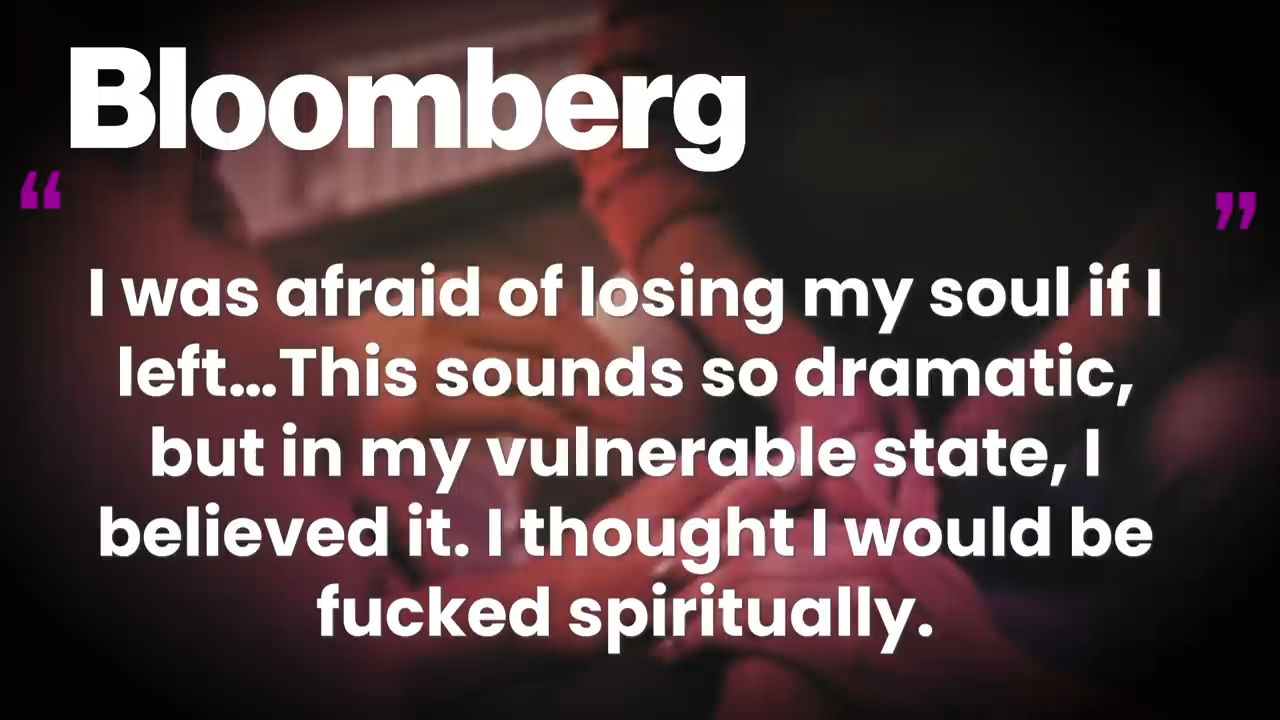 Bloomberg
“ ”
I was afraid of losing my soul if I
left...This sounds so dramatic,
but in my vulnerable state, I
believed it. I thought I would be
fucked spiritually.